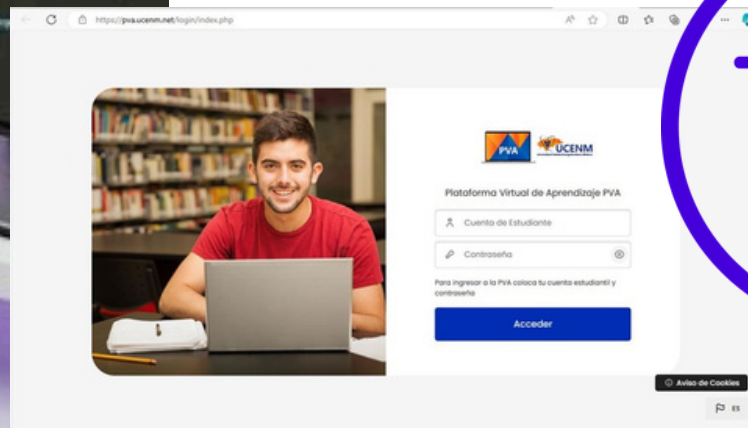 https://pva.ucenm.net/login/index.php
PVA
UCENM
Plataforma Virtual de Aprendizaje PVA
Cuenta de Estudiante
Contraseña
Para ingresar a la PVA coloca tu cuenta estudiantil y
contraseña
Acceder
Aviso de Cookies
ES